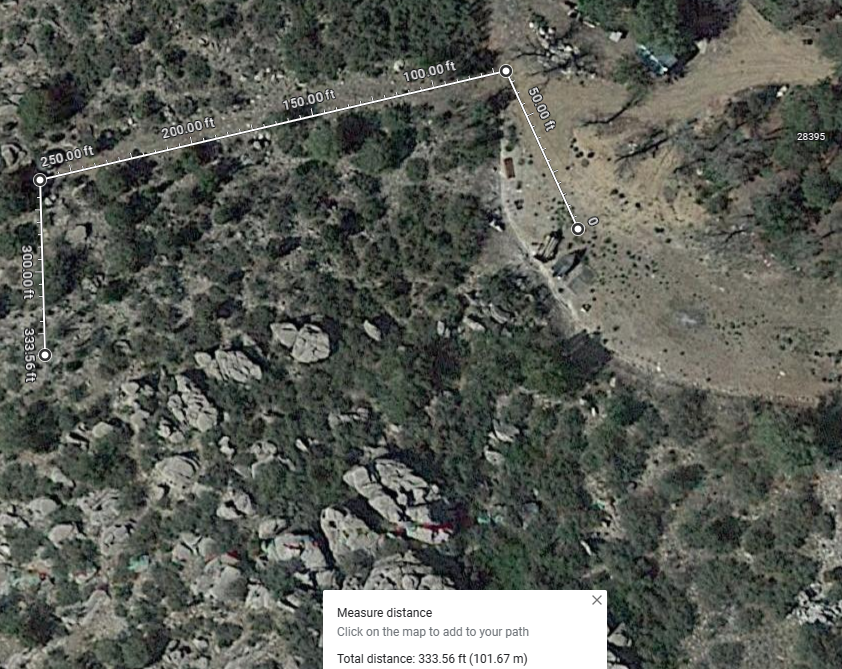 100.00 ft
150.00 ft
50.00 ft
200.00 ft
28395
250.00 ft
0
300.00 ft
333.56 ft
Measure distance
Click on the map to add to your path
Total distance: 333.56 ft (101.67 m)